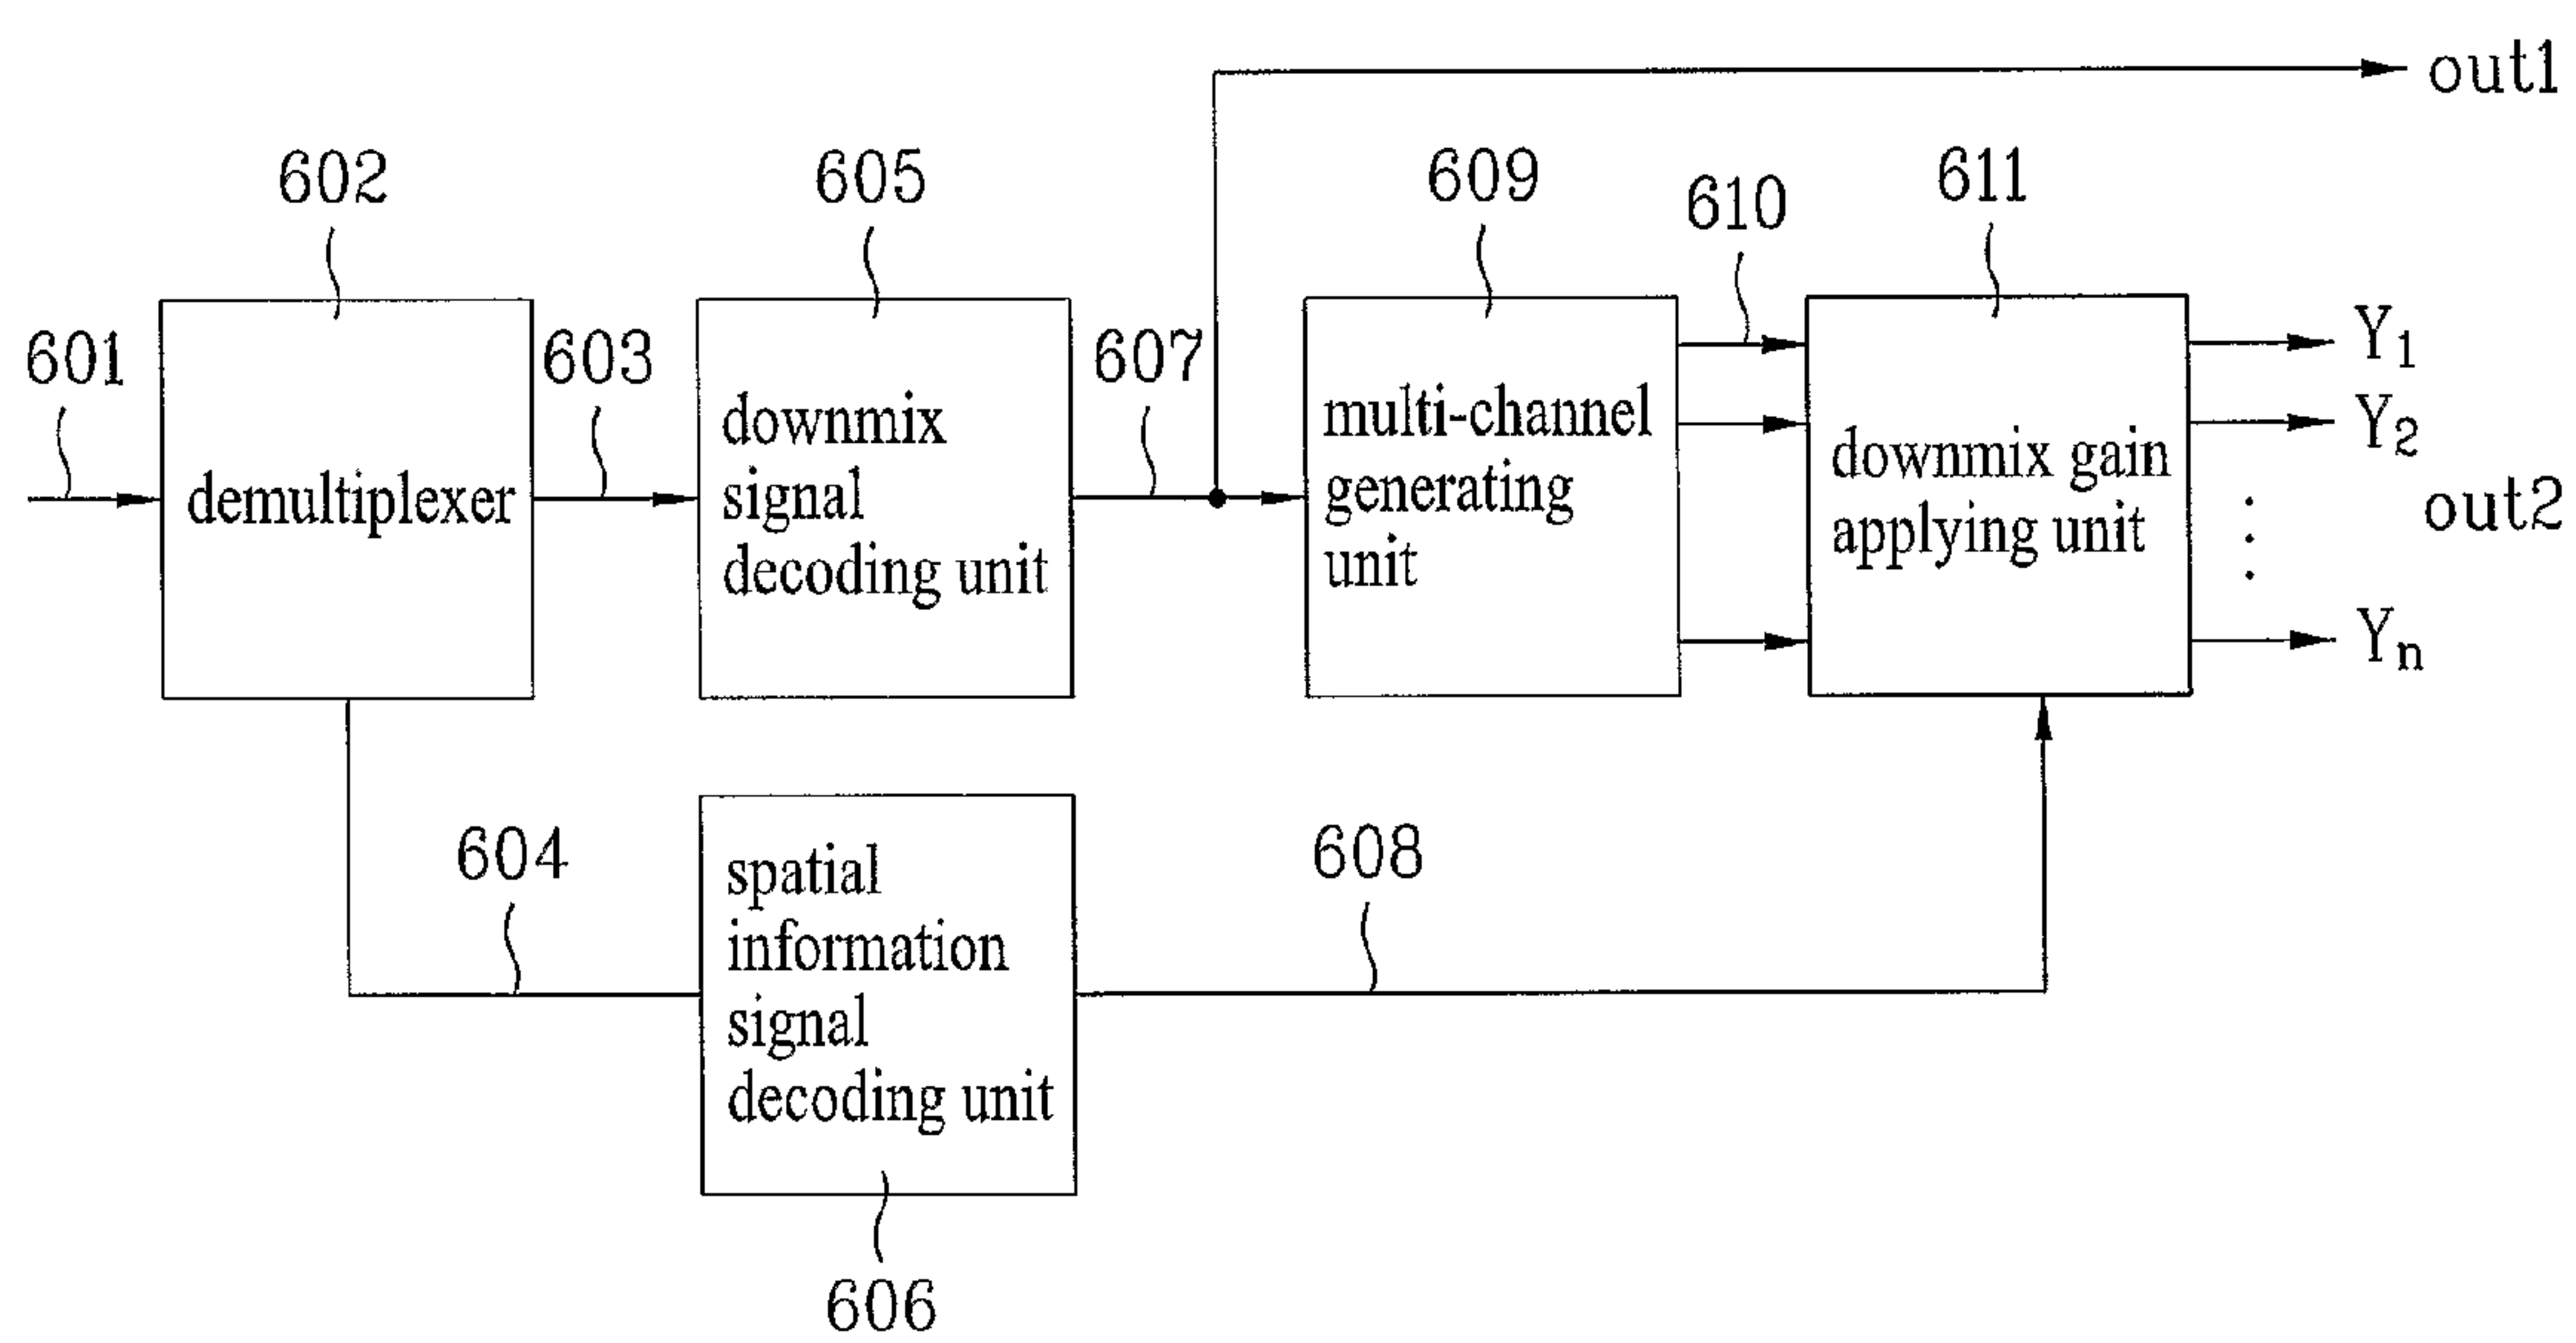 out1
602
605
609
610
611
601
603
607
demultiplexer
downmix
signal
decoding unit
multi-channel
generating
unit
downmix gain
applying unit
Y1
Y2
out2
Yn
604
608
spatial
information
signal
decoding unit
606